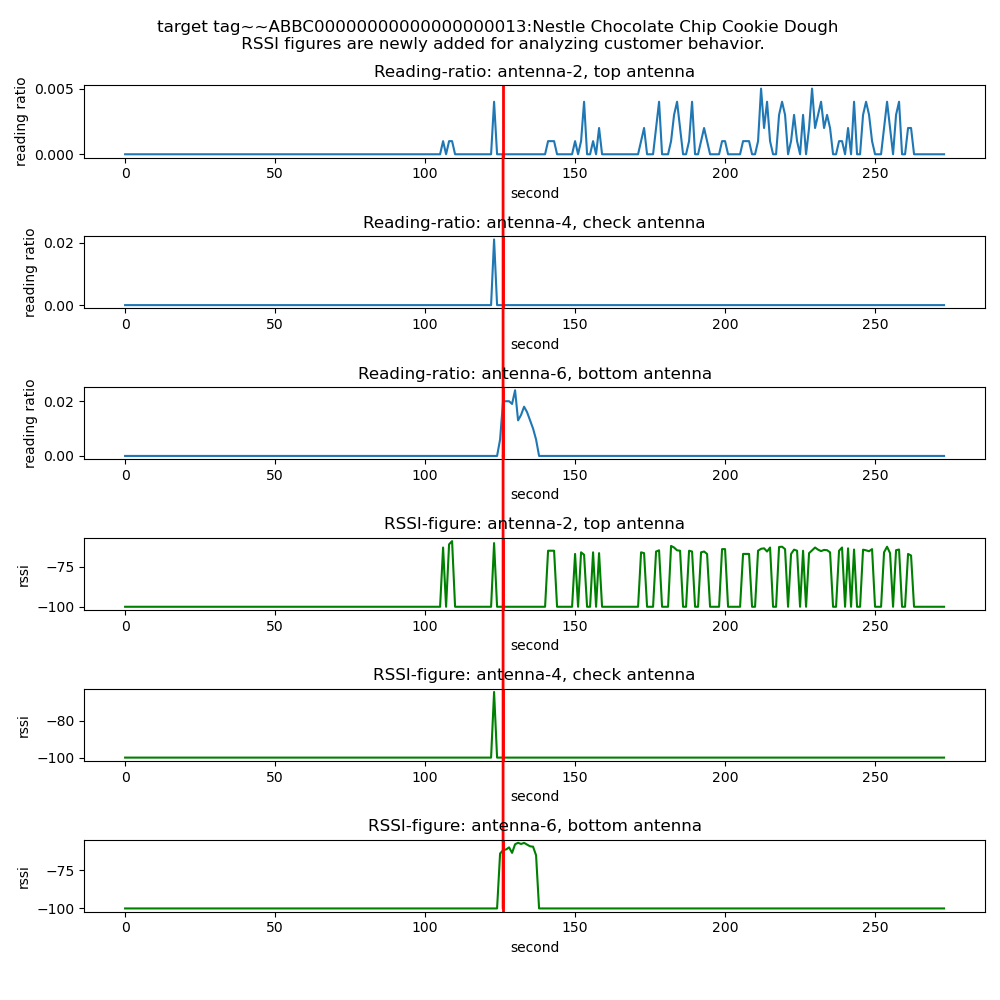 target tag~~ABBC00000000000000000013:Nestle Chocolate Chip Cookie Dough
RSSI figures are newly added for analyzing customer behavior.
Reading-ratio: antenna-2, top antenna
reading ratio
0.005
0.000
0 50 100 150 200 250
second
Reading-ratio: antenna-4, check antenna
reading ratio
0.02
0.00
0 50 100 150 200 250
second
Reading-ratio: antenna-6, bottom antenna
reading ratio
0.02
0.00
0 50 100 150 200 250
second
RSSI-figure: antenna-2, top antenna
rssi
−75
−100
0 50 100 150 200 250
second
RSSI-figure: antenna-4, check antenna
rssi
−80
−100
0 50 100 150 200 250
second
RSSI-figure: antenna-6, bottom antenna
rssi
−75
−100
0 50 100 150 200 250
second